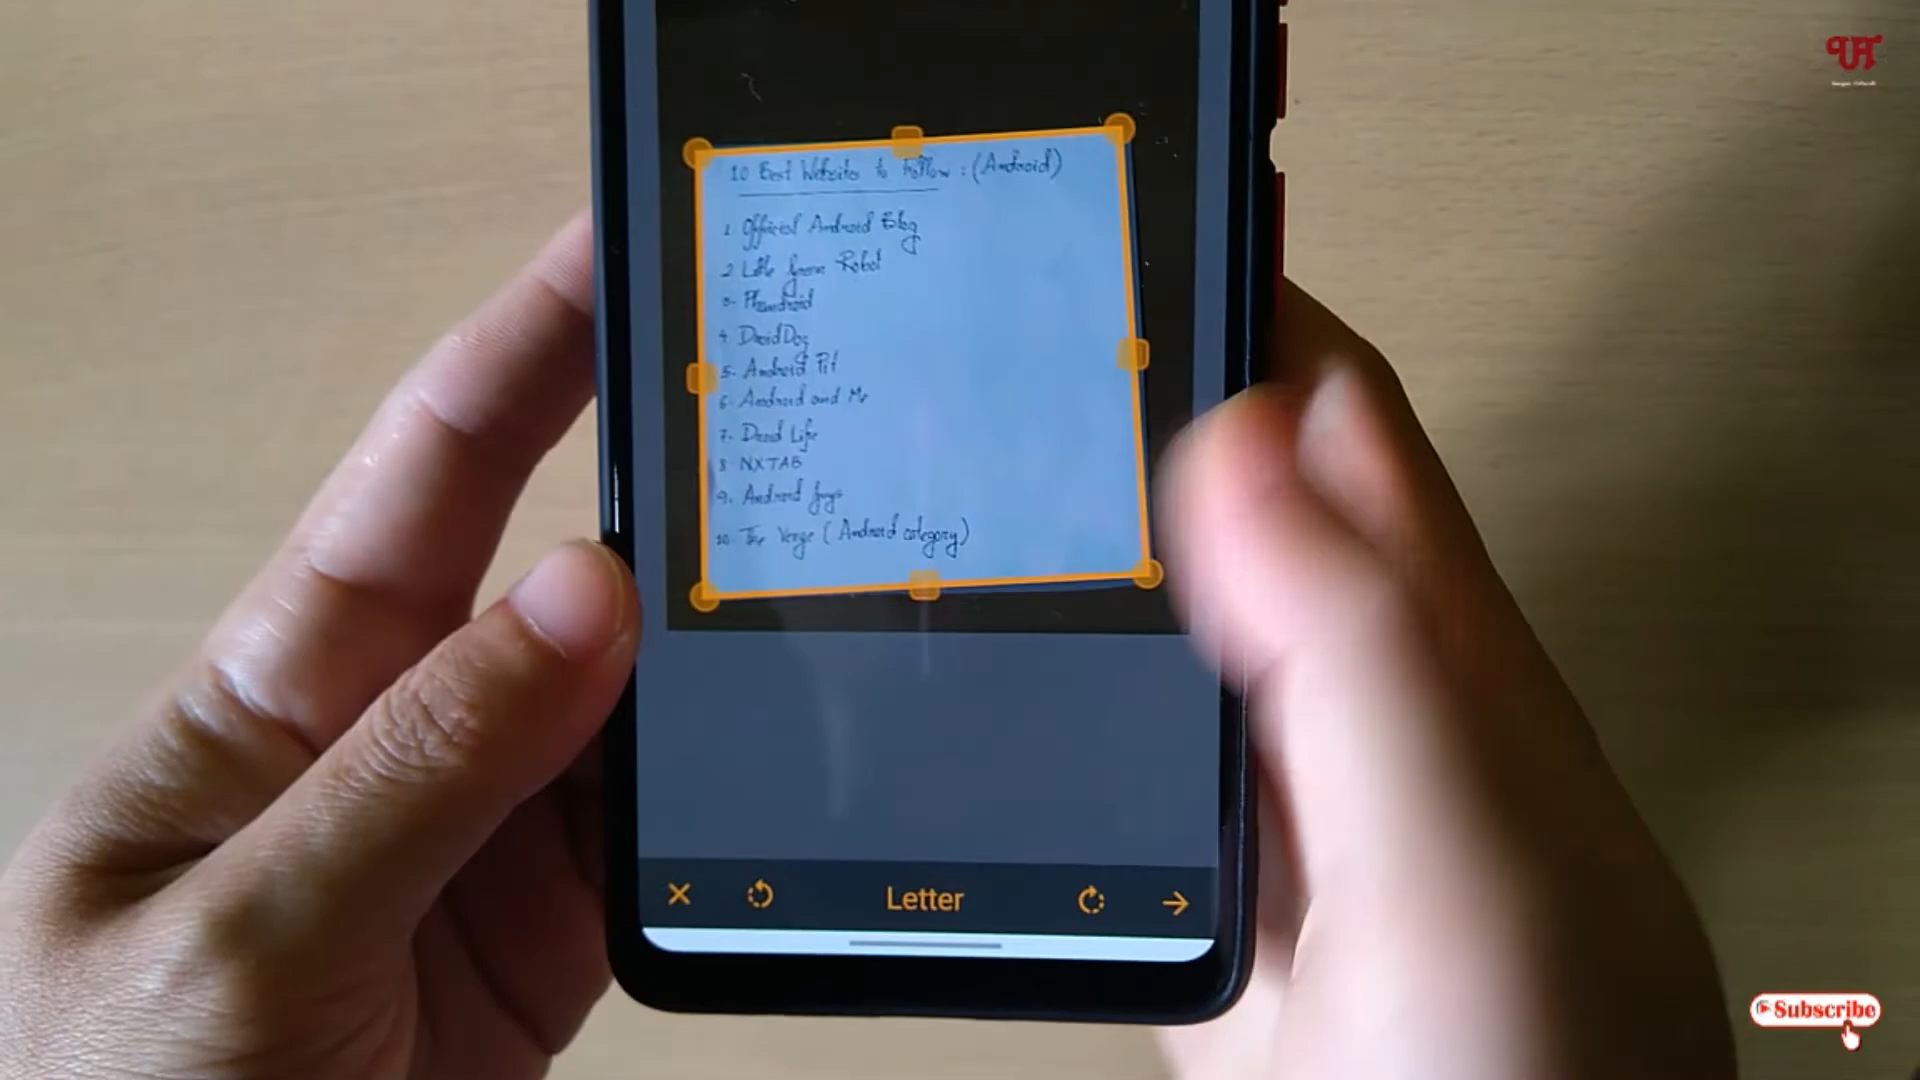 10 Best Websites to Follow : (Android)
1. Official Android Blog
2. Little green Robot
3. Phandroid
4. DroidDog
5. Android Pit
6. Android and Me
7. Droid Life
8. NXTAB
9. Android guys
10. The Verge (Android category)
Letter
Subscribe